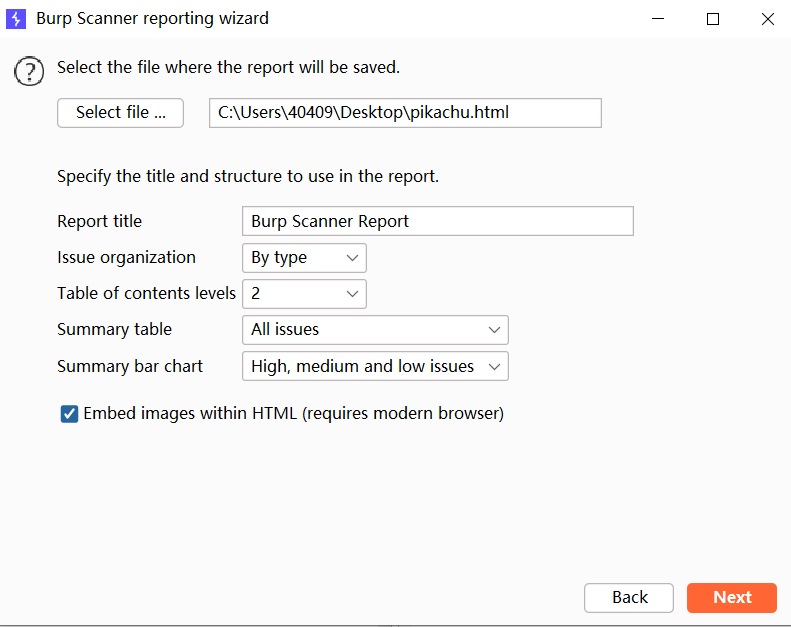 Burp Scanner reporting wizard
?
Select the file where the report will be saved.
Select file ...
C:\Users\40409\Desktop\pikachu.html
Specify the title and structure to use in the report.
Report title
Burp Scanner Report
Issue organization
By type
Table of contents levels
2
Summary table
All issues
Summary bar chart
High, medium and low issues
Embed images within HTML (requires modern browser)
Back
Next